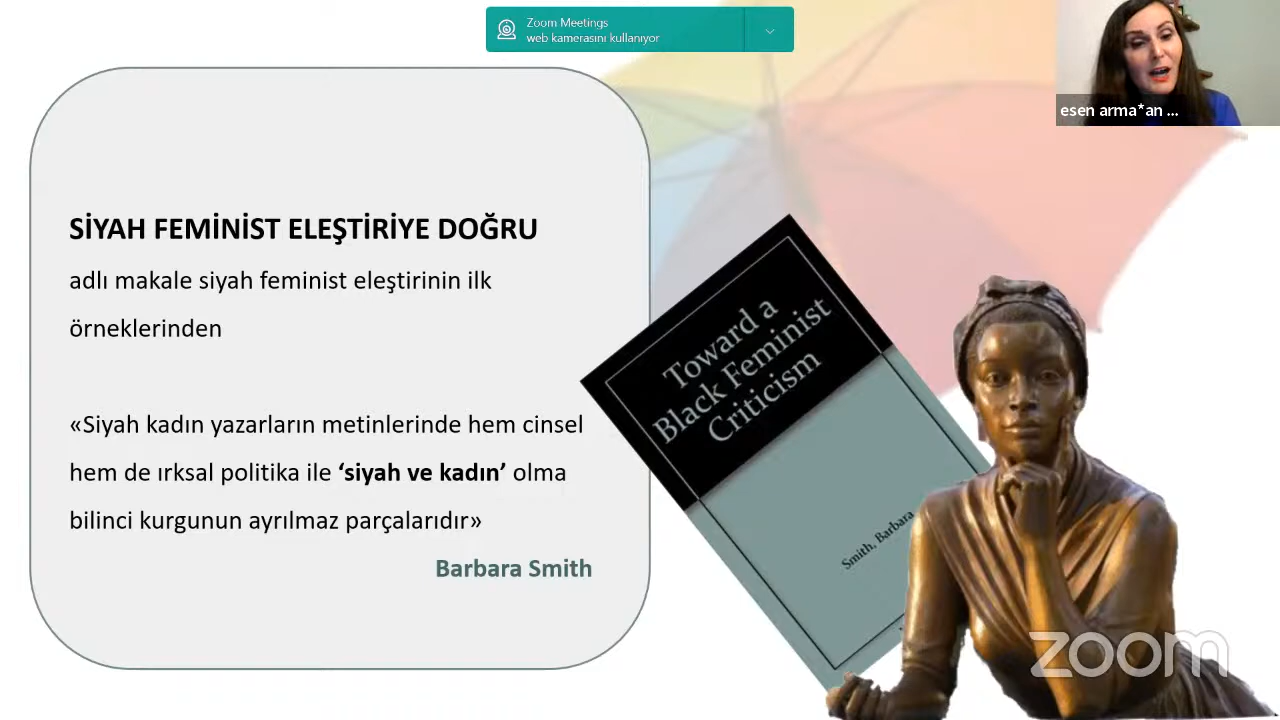 Zoom Meetings
web kamerasını kullanıyor
esen arma*an ...
SİYAH FEMİNİST ELEŞTİRİYE DOĞRU
adlı makale siyah feminist eleştirinin ilk
örneklerinden
«Siyah kadın yazarların metinlerinde hem cinsel
hem de ırksal politika ile ‘siyah ve kadın’ olma
bilinci kurgunun ayrılmaz parçalarıdır»
Barbara Smith
Toward a
Black Feminist
Criticism
Smith, Barbara
zoom